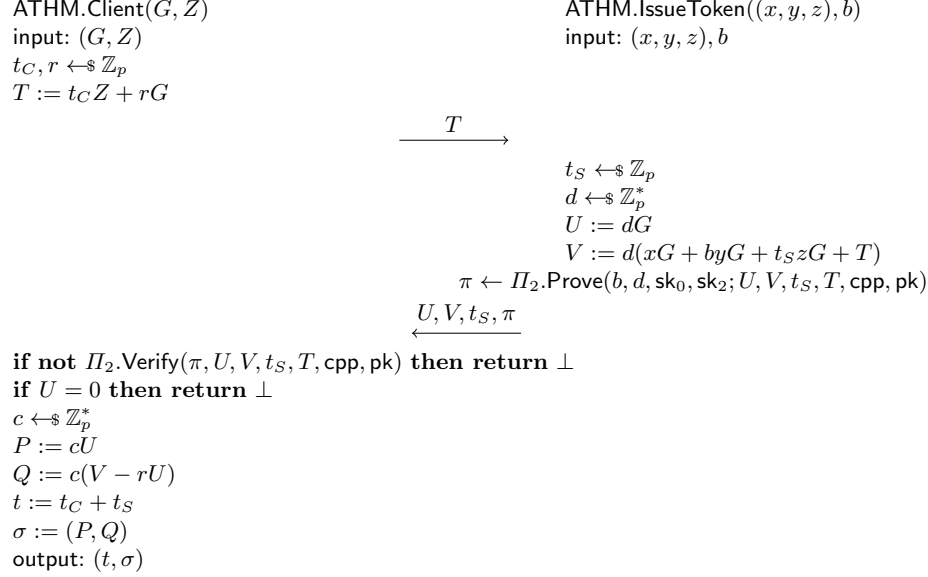 ATHM.Client(G, Z)
input: (G, Z)
t_C, r ←$ ℤ_p
T := t_C Z + rG
ATHM.IssueToken((x, y, z), b)
input: (x, y, z), b
T
t_S ←$ ℤ_p
d ←$ ℤ_p^*
U := dG
V := d(xG + byG + t_S zG + T)
π ← Π_2.Prove(b, d, sk_0, sk_2; U, V, t_S, T, cpp, pk)
U, V, t_S, π
if not Π_2.Verify(π, U, V, t_S, T, cpp, pk) then return ⊥
if U = 0 then return ⊥
c ←$ ℤ_p^*
P := cU
Q := c(V − rU)
t := t_C + t_S
σ := (P, Q)
output: (t, σ)